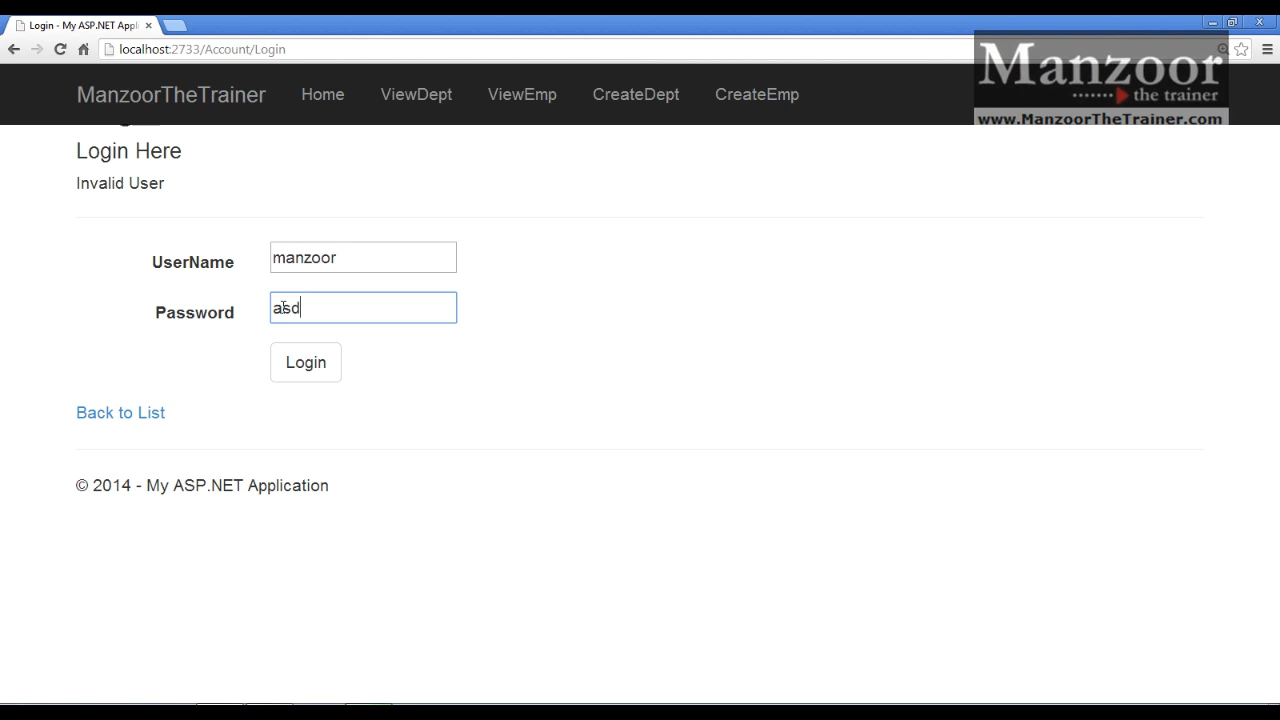 Login - My ASP.NET Appl
localhost:2733/Account/Login
Manzoor
the trainer
www.ManzoorTheTrainer.com
ManzoorTheTrainer Home ViewDept ViewEmp CreateDept CreateEmp
Login Here
Invalid User
UserName manzoor
Password asd
Login
Back to List
© 2014 - My ASP.NET Application